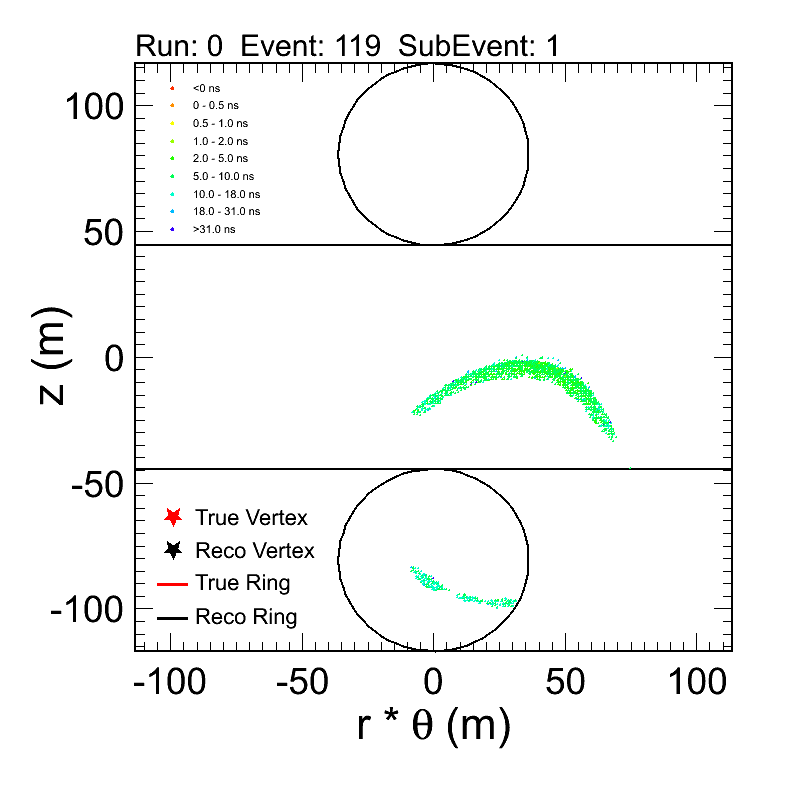 Run: 0 Event: 119 SubEvent: 1
<0 ns
0 - 0.5 ns
0.5 - 1.0 ns
1.0 - 2.0 ns
2.0 - 5.0 ns
5.0 - 10.0 ns
10.0 - 18.0 ns
18.0 - 31.0 ns
>31.0 ns
100
50
0
-50
-100
z (m)
True Vertex
Reco Vertex
True Ring
Reco Ring
-100 -50 0 50 100
r * θ (m)